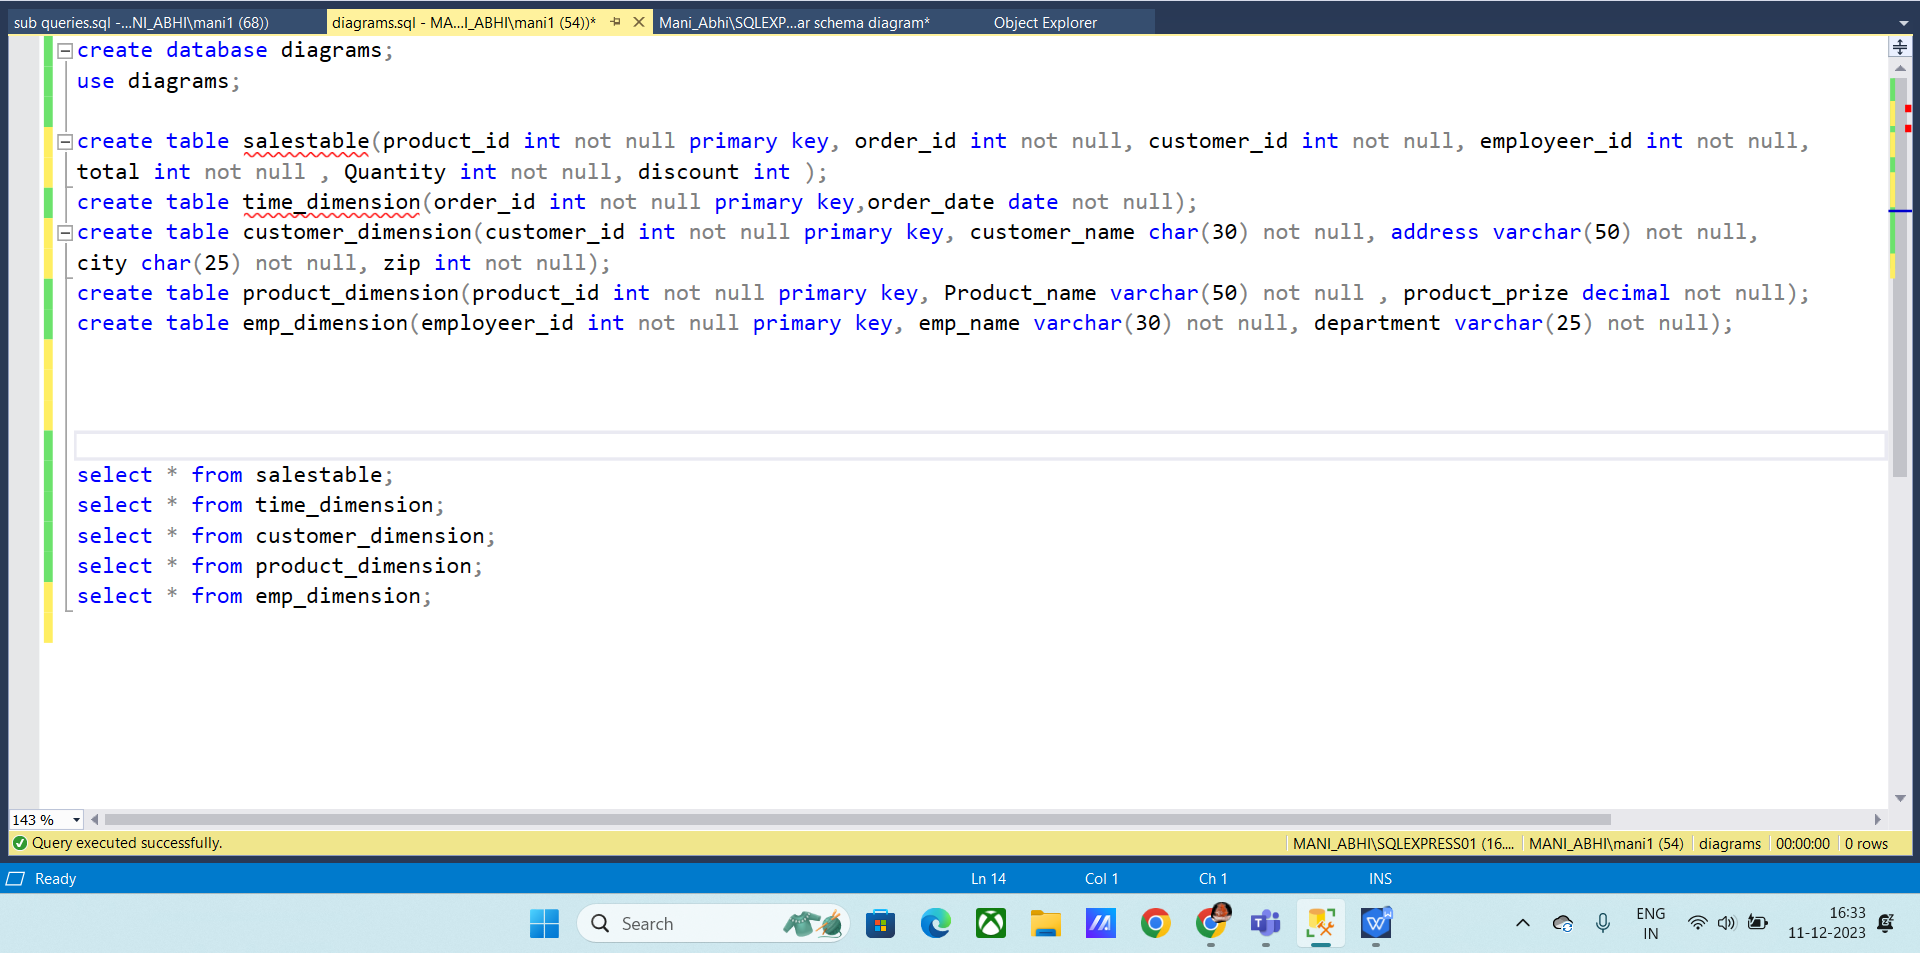 sub queries.sql -...NI_ABHI\mani1 (68))
diagrams.sql - MA...I_ABHI\mani1 (54))*
Mani_Abhi\SQLEXP...ar schema diagram*
Object Explorer
create database diagrams;
use diagrams;
create table salestable(product_id int not null primary key, order_id int not null, customer_id int not null, employeer_id int not null,
total int not null , Quantity int not null, discount int );
create table time_dimension(order_id int not null primary key,order_date date not null);
create table customer_dimension(customer_id int not null primary key, customer_name char(30) not null, address varchar(50) not null,
city char(25) not null, zip int not null);
create table product_dimension(product_id int not null primary key, Product_name varchar(50) not null , product_prize decimal not null);
create table emp_dimension(employeer_id int not null primary key, emp_name varchar(30) not null, department varchar(25) not null);
select * from salestable;
select * from time_dimension;
select * from customer_dimension;
select * from product_dimension;
select * from emp_dimension;
143 %
Query executed successfully.
MANI_ABHI\SQLEXPRESS01 (16....
MANI_ABHI\mani1 (54)
diagrams
00:00:00
0 rows
Ready
Ln 14
Col 1
Ch 1
INS
Search
ENG
IN
16:33
11-12-2023